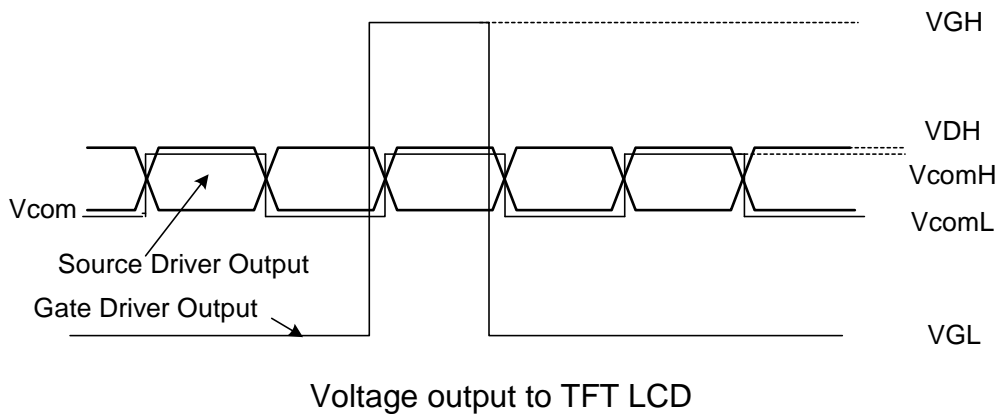 VGH
VDH
VcomH
Vcom
VcomL
Source Driver Output
Gate Driver Output
VGL
Voltage output to TFT LCD